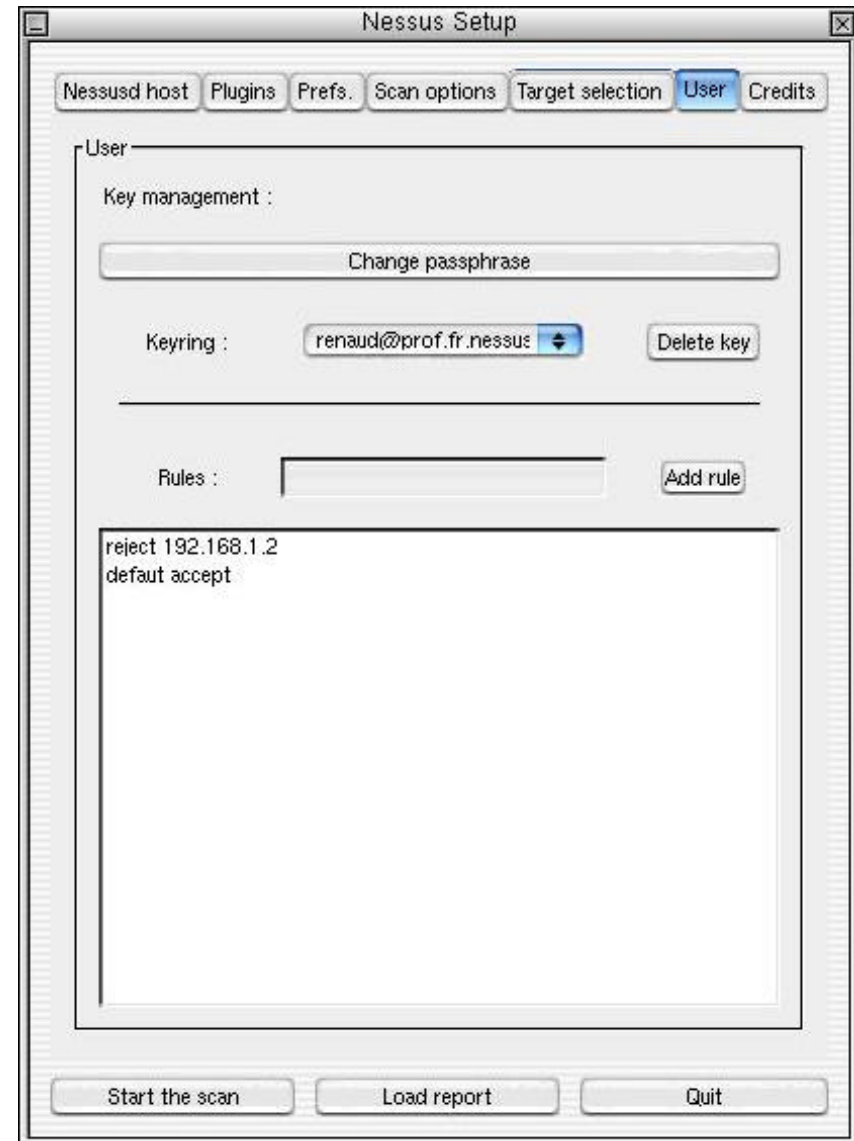 Nessus Setup
Nessusd host Plugins Prefs. Scan options Target selection User Credits
User
Key management :
Change passphrase
Keyring : renaud@prof.fr.nessus Delete key
Rules : Add rule
reject 192.168.1.2
defaut accept
Start the scan Load report Quit